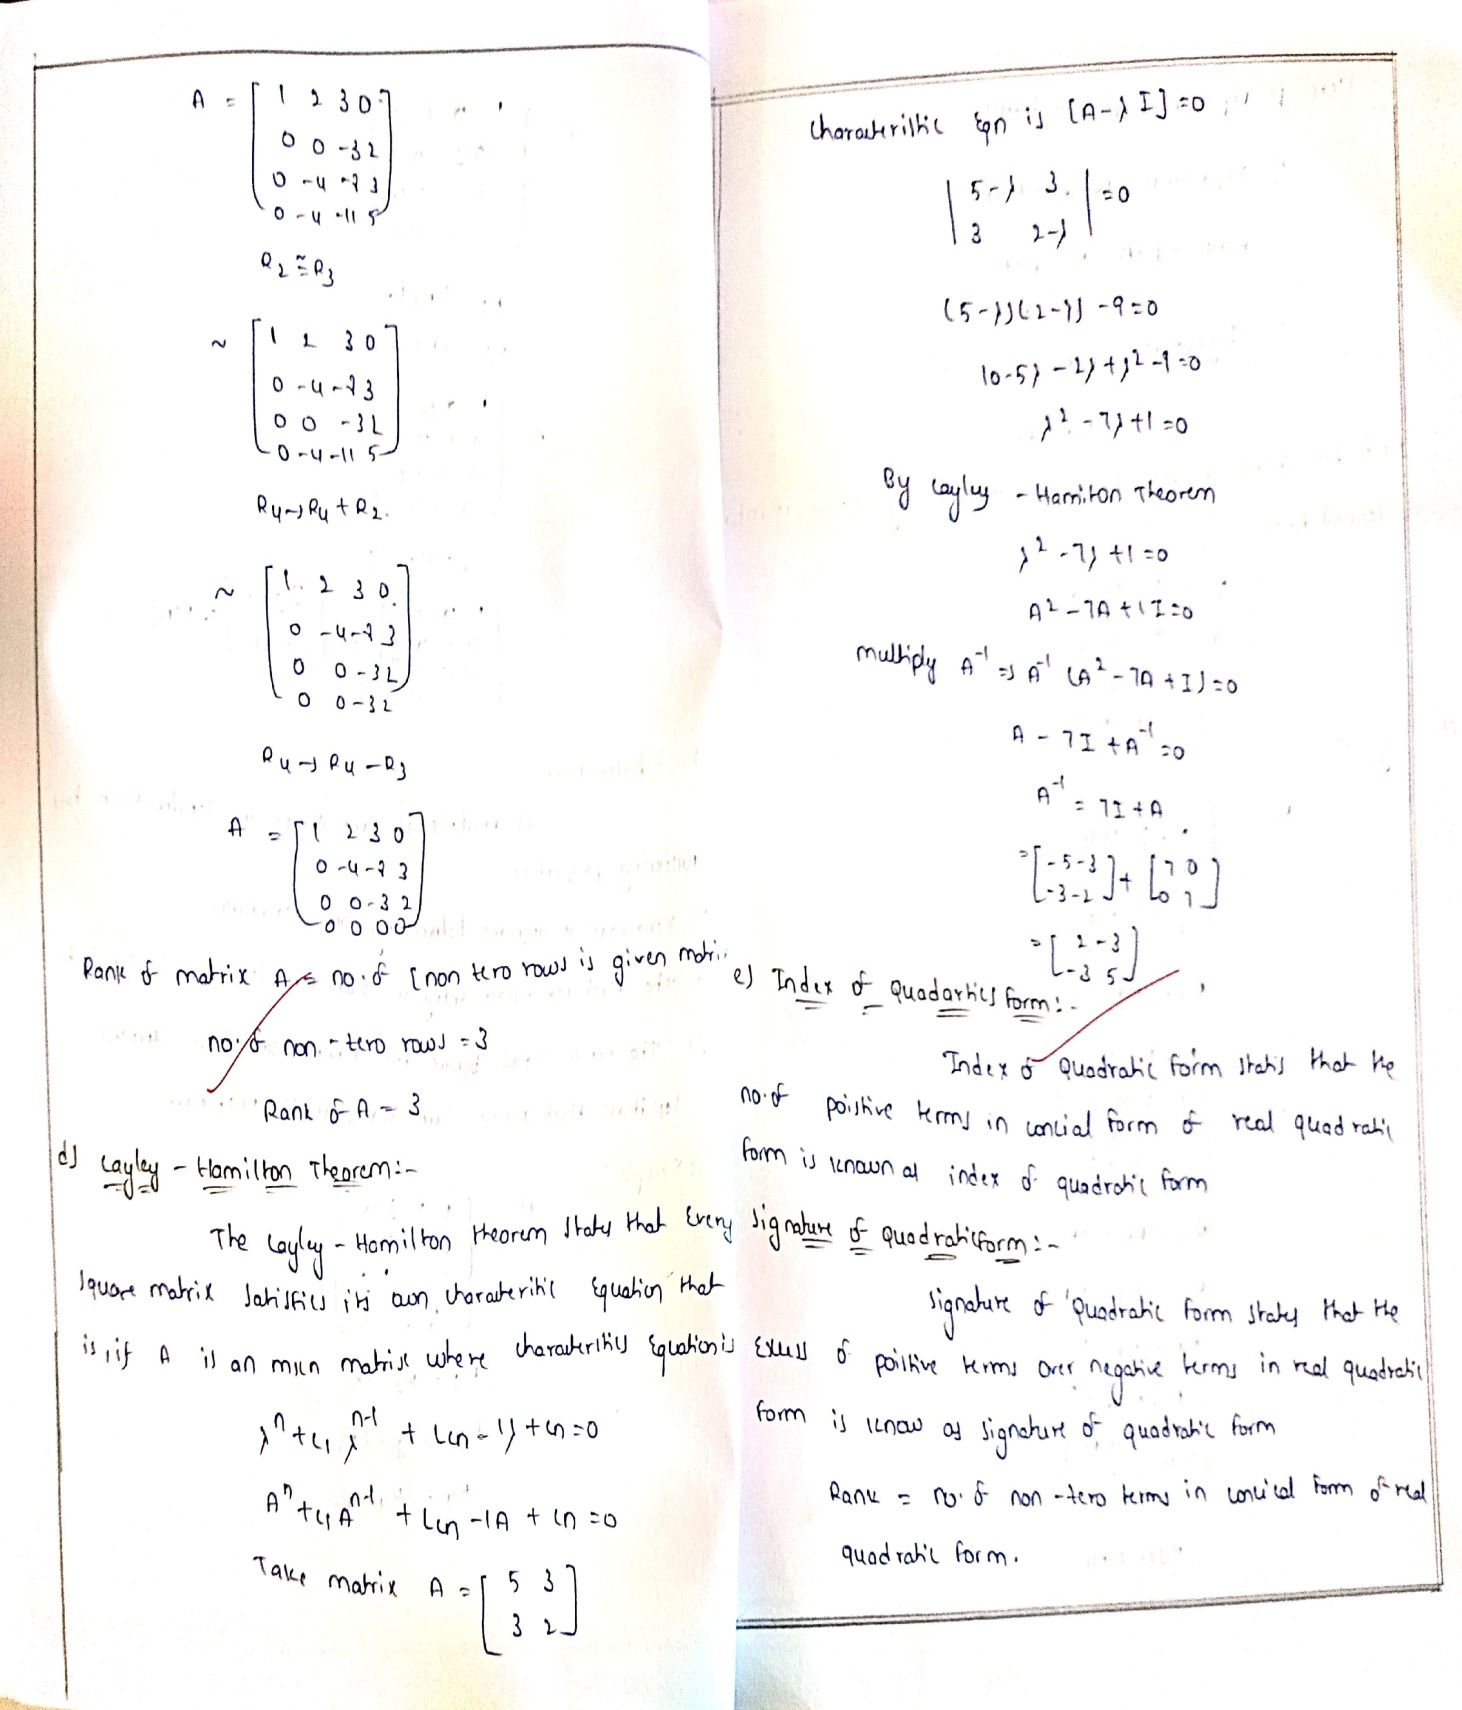 A = [ 1 2 3 0 ]
0 0 -3 2
0 -4 -7 3
0 -4 -11 5
R2 ≅ R3
~ [ 1 2 3 0 ]
0 -4 -7 3
0 0 -3 2
0 -4 -11 5
R4→R4+R2.
~ [ 1 2 3 0 ]
0 -4 -7 3
0 0 -3 2
0 0 -3 2
R4→R4-R3
A = [ 1 2 3 0 ]
0 -4 -7 3
0 0 -3 2
0 0 0 0
Rank of matrix A = no. of [non zero rows is given matri
no. of non-zero rows = 3
Rank of A = 3
d) Cayley - Hamilton Theorem:-
The Cayley - Hamilton theorem states that Every
square matrix satisfies its own charateritic Equation that
is, if A is an mxn matrix where charateristics Equation is
λⁿ+c1 λⁿ⁻¹ + Cn-1λ+Cn=0
Aⁿ+c1Aⁿ⁻¹ + Cn-1A + Cn=0
Take matrix A = [ 5 3 ]
3 2
Charateristic Eqn is [A-λI]=0
| 5-λ 3 | =0
3 2-λ
(5-λ)(2-λ) -9=0
10-5λ-2λ+λ²-9=0
λ²-7λ+1=0
By Cayley - Hamilton Theorem
λ²-7λ+1=0
A²-7A+1I=0
multiply A⁻¹ ⇒ A⁻¹ (A²-7A+I)=0
A-7I+A⁻¹=0
A⁻¹ = 7I+A
= [ -5 -3 ] + [ 7 0 ]
-3 -2 0 7
= [ 2 -3 ]
-3 5
e) Index of Quadartics form:-
Index of Quadratic form states that the
no. of poisitive terms in concial form of real quadratic
form is known as index of quadratic form
Signature of Quadratic form:-
Signature of Quadratic form states that the
Excess of poisitive terms over negative terms in real quadratic
form is know as signature of quadratic form
Rank = no. of non-zero terms in conical form of real
quadratic form.